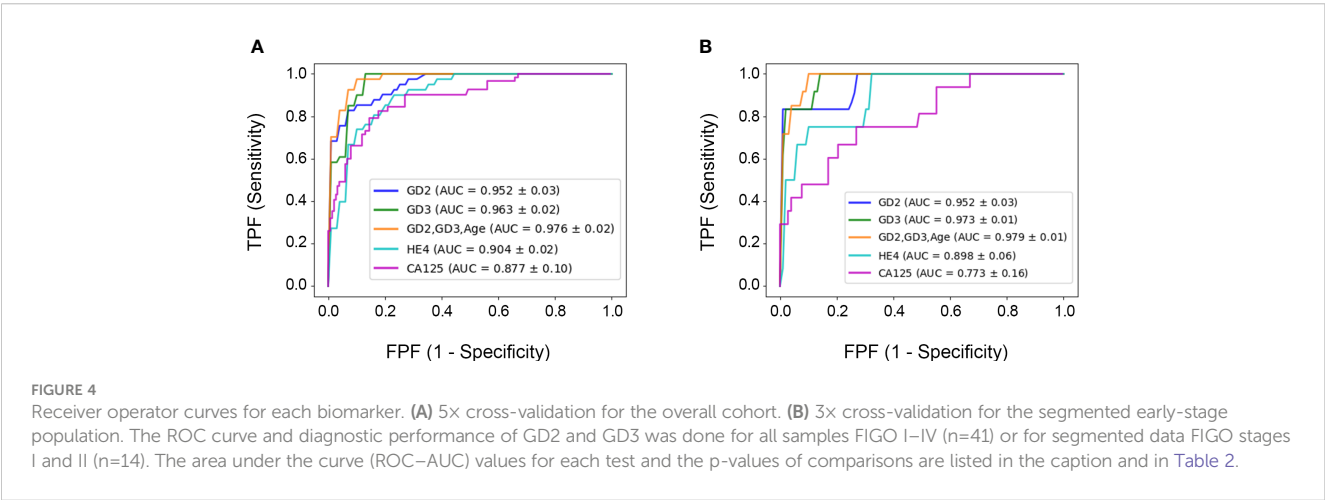 A
B
1.0
0.8
0.6
0.4
0.2
0.0
TPF (Sensitivity)
GD2 (AUC = 0.952 ± 0.03)
GD3 (AUC = 0.963 ± 0.02)
GD2,GD3,Age (AUC = 0.976 ± 0.02)
HE4 (AUC = 0.904 ± 0.02)
CA125 (AUC = 0.877 ± 0.10)
0.0 0.2 0.4 0.6 0.8 1.0
FPF (1 - Specificity)
1.0
0.8
0.6
0.4
0.2
0.0
TPF (Sensitivity)
GD2 (AUC = 0.952 ± 0.03)
GD3 (AUC = 0.973 ± 0.01)
GD2,GD3,Age (AUC = 0.979 ± 0.01)
HE4 (AUC = 0.898 ± 0.06)
CA125 (AUC = 0.773 ± 0.16)
0.0 0.2 0.4 0.6 0.8 1.0
FPF (1 - Specificity)
FIGURE 4
Receiver operator curves for each biomarker. (A) 5× cross-validation for the overall cohort. (B) 3× cross-validation for the segmented early-stage
population. The ROC curve and diagnostic performance of GD2 and GD3 was done for all samples FIGO I–IV (n=41) or for segmented data FIGO stages
I and II (n=14). The area under the curve (ROC–AUC) values for each test and the p-values of comparisons are listed in the caption and in Table 2.